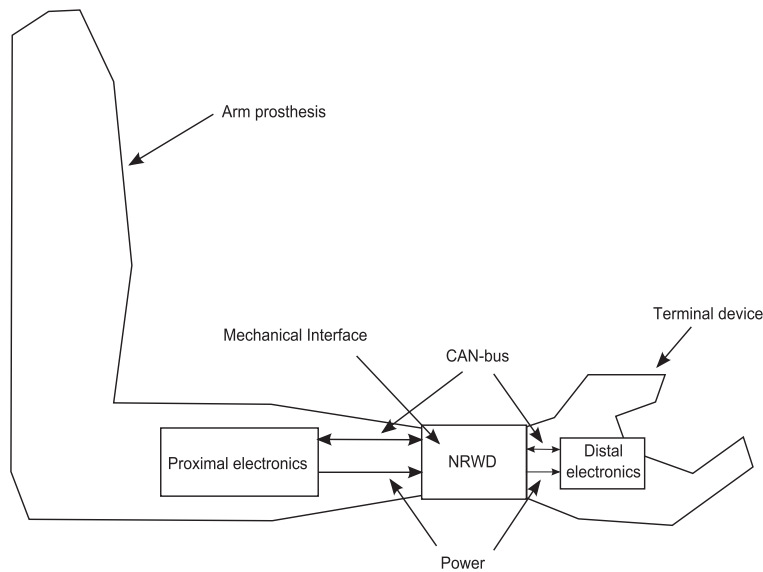 Arm prosthesis
Terminal device
Mechanical Interface
CAN-bus
Proximal electronics
NRWD
Distal
electronics
Power